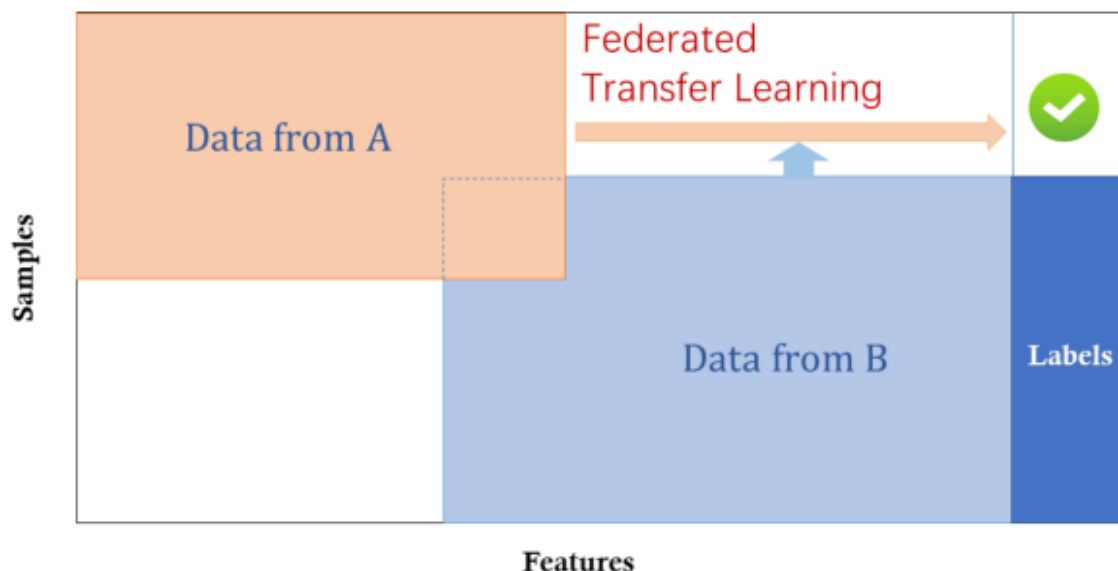 Federated
Transfer Learning
Data from A
Samples
Data from B
Labels
Features